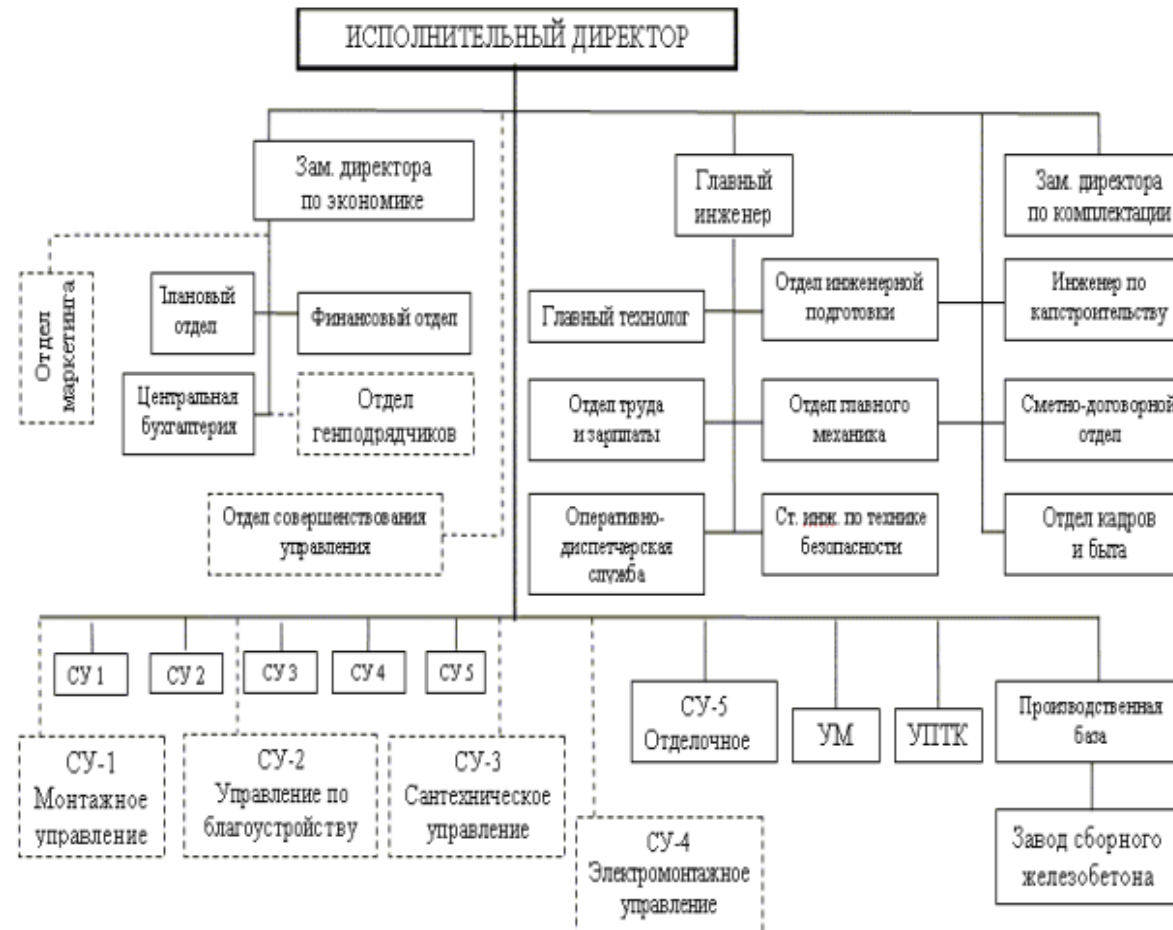 ИСПОЛНИТЕЛЬНЫЙ ДИРЕКТОР
Зам. директора
по экономике
Главный
инженер
Зам. директора
по комплектации
Отдел
маркетинга
Ілановый
отдел
Финансовый отдел
Главный технолог
Отдел инженерной
подготовки
Инженер по
капстроительству
Центральная
бухгалтерия
Отдел
генподрядчиков
Отдел труда
и зарплаты
Отдел главного
механика
Сметно-договорной
отдел
Отдел совершенствования
управления
Оперативно-
диспетчерская
служба
Ст. инж. по технике
безопасности
Отдел кадров
и быта
СУ 1
СУ 2
СУ 3
СУ 4
СУ 5
СУ-5
Отделочное
УМ
УПТК
Производственная
база
СУ-1
Монтажное
управление
СУ-2
Управление по
благоустройству
СУ-3
Сантехническое
управление
СУ-4
Электромонтажное
управление
Завод сборного
железобетона